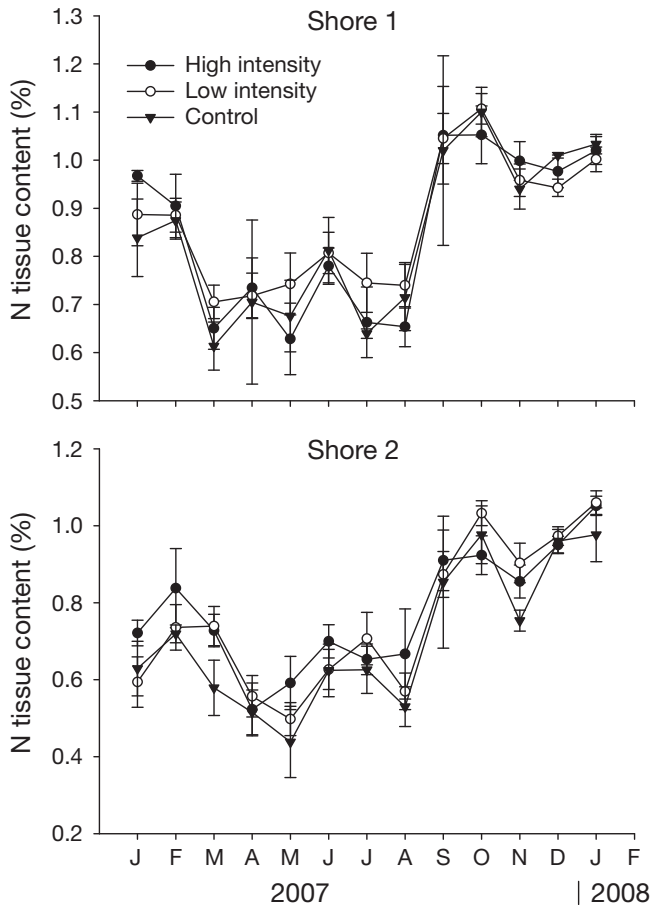 Shore 1
N tissue content (%)
1.3
1.2
1.1
1.0
0.9
0.8
0.7
0.6
0.5
High intensity
Low intensity
Control
Shore 2
N tissue content (%)
1.2
1.0
0.8
0.6
0.4
0.2
J F M A M J J A S O N D J F
2007 2008